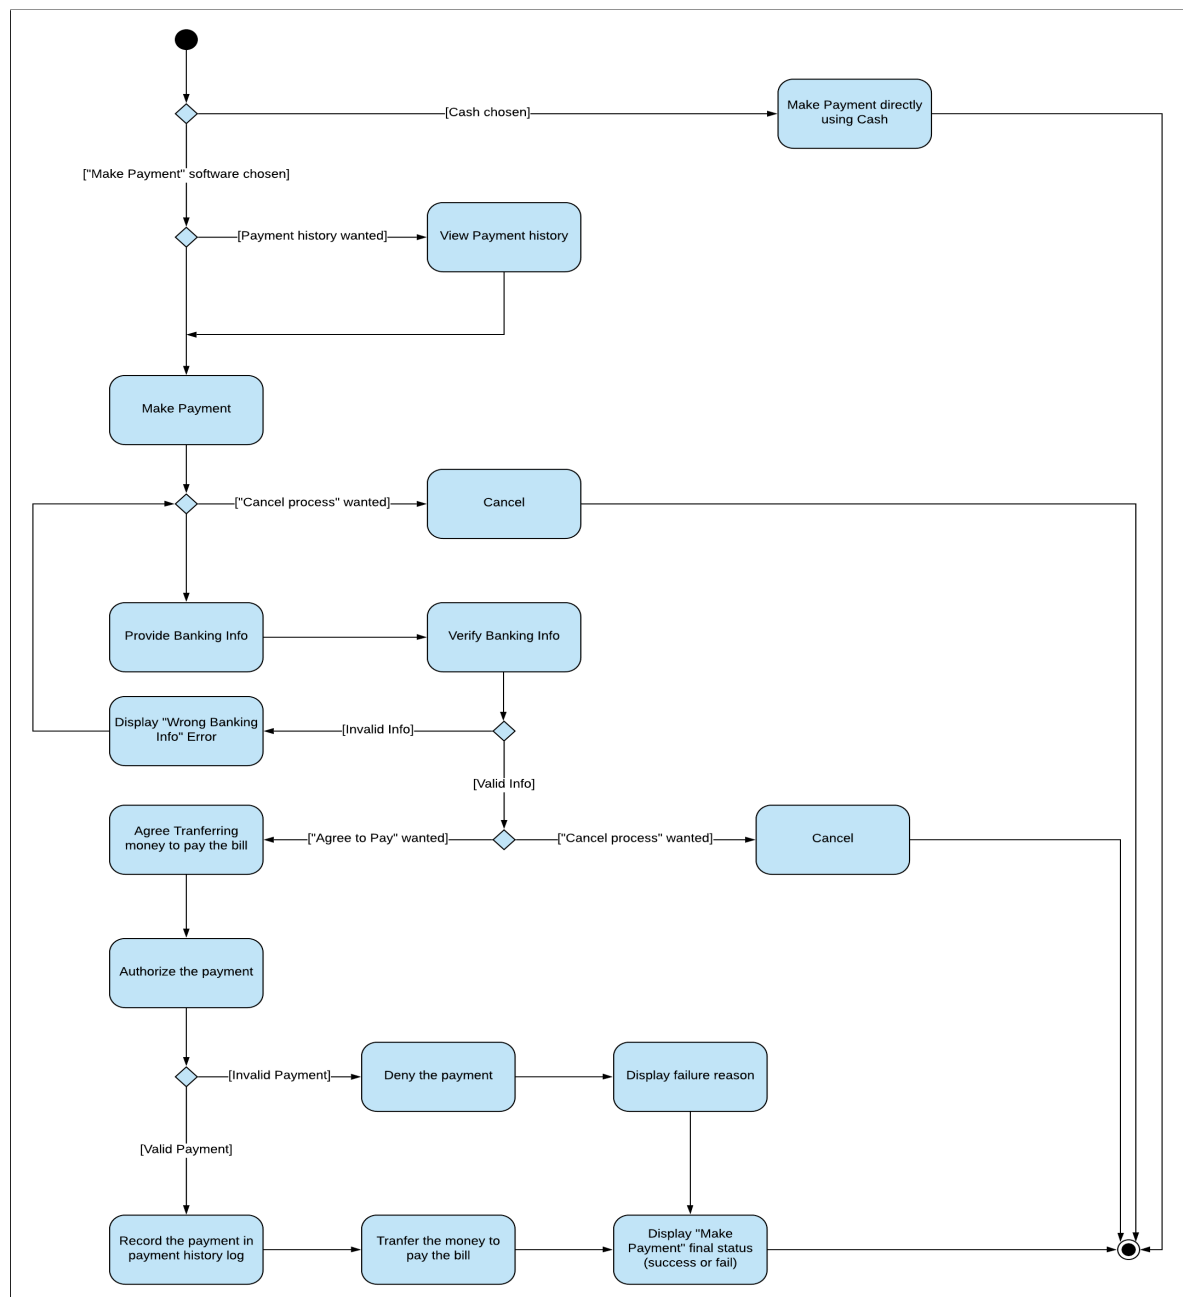 [Cash chosen]
Make Payment directly
using Cash
["Make Payment" software chosen]
[Payment history wanted]
View Payment history
Make Payment
["Cancel process" wanted]
Cancel
Provide Banking Info
Verify Banking Info
Display "Wrong Banking
Info" Error
[Invalid Info]
[Valid Info]
Agree Tranferring
money to pay the bill
["Agree to Pay" wanted]
["Cancel process" wanted]
Cancel
Authorize the payment
[Invalid Payment]
Deny the payment
Display failure reason
[Valid Payment]
Record the payment in
payment history log
Tranfer the money to
pay the bill
Display "Make
Payment" final status
(success or fail)